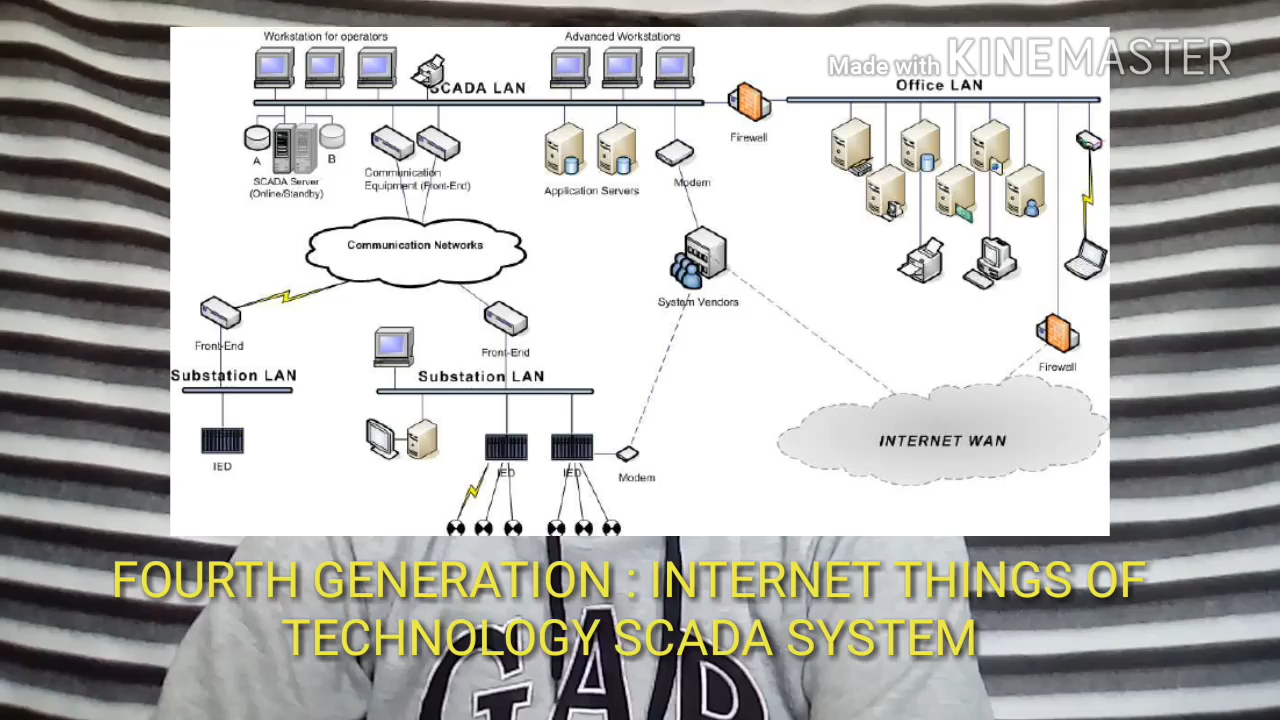 Workstation for operators
Advanced Workstations
Made with KINEMASTER
SCADA LAN
Office LAN
Firewall
A
B
SCADA Server
(Online/Standby)
Communication
Equipment (Front-End)
Application Servers
Modem
Communication Networks
System Vendors
Front-End
Front-End
Firewall
Substation LAN
Substation LAN
INTERNET WAN
IED
IED
IED
Modem
FOURTH GENERATION : INTERNET THINGS OF
TECHNOLOGY SCADA SYSTEM
GAP